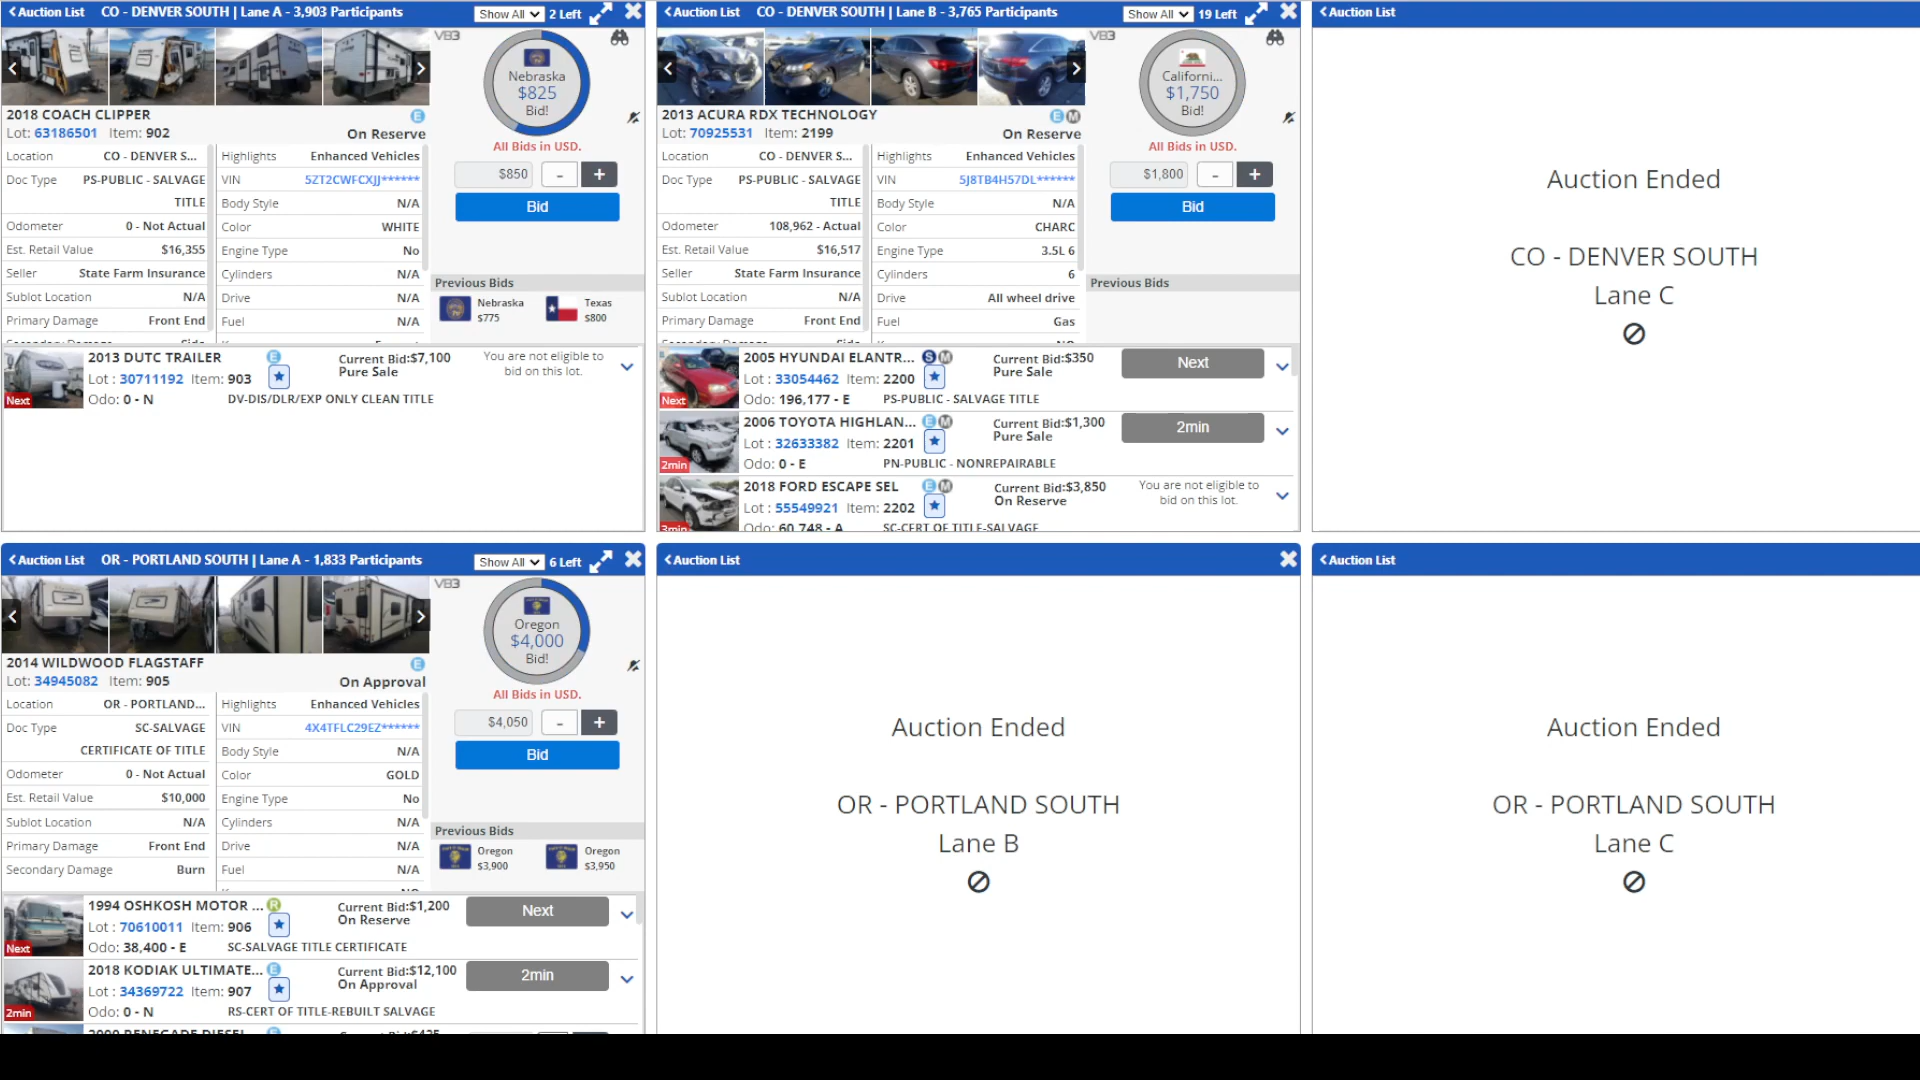 Auction List CO - DENVER SOUTH | Lane A - 3,903 Participants Show All 2 Left
VB3
Nebraska
$825
Bid!
2018 COACH CLIPPER
Lot: 63186501 Item: 902
On Reserve
All Bids in USD.
Location CO - DENVER S...
Doc Type PS-PUBLIC - SALVAGE
TITLE
Odometer 0 - Not Actual
Est. Retail Value $16,355
Seller State Farm Insurance
Sublot Location N/A
Primary Damage Front End
Highlights Enhanced Vehicles
VIN 5ZT2CWFCXJJ******
Body Style N/A
Color WHITE
Engine Type No
Cylinders N/A
Drive N/A
Fuel N/A
$850 - +
Bid
Previous Bids
Nebraska
$775
Texas
$800
2013 DUTC TRAILER E
Lot : 30711192 Item: 903
Odo: 0 - N DV-DIS/DLR/EXP ONLY CLEAN TITLE
Current Bid:$7,100
Pure Sale
You are not eligible to
bid on this lot.
Next
Auction List CO - DENVER SOUTH | Lane B - 3,765 Participants Show All 19 Left
VB3
Californi...
$1,750
Bid!
2013 ACURA RDX TECHNOLOGY
E M
Lot: 70925531 Item: 2199
On Reserve
All Bids in USD.
Location CO - DENVER S...
Doc Type PS-PUBLIC - SALVAGE
TITLE
Odometer 108,962 - Actual
Est. Retail Value $16,517
Seller State Farm Insurance
Sublot Location N/A
Primary Damage Front End
Highlights Enhanced Vehicles
VIN 5J8TB4H57DL******
Body Style N/A
Color CHARC
Engine Type 3.5L 6
Cylinders 6
Drive All wheel drive
Fuel Gas
$1,800 - +
Bid
Previous Bids
2005 HYUNDAI ELANTR... S M
Lot : 33054462 Item: 2200
Odo: 196,177 - E PS-PUBLIC - SALVAGE TITLE
Current Bid:$350
Pure Sale
Next
Next
2006 TOYOTA HIGHLAN... E M
Lot : 32633382 Item: 2201
Odo: 0 - E PN-PUBLIC - NONREPAIRABLE
Current Bid:$1,300
Pure Sale
2min
2min
2018 FORD ESCAPE SEL E M
Lot : 55549921 Item: 2202
Odo: 60,748 - A SC-CERT OF TITLE-SALVAGE
Current Bid:$3,850
On Reserve
You are not eligible to
bid on this lot.
3min
Auction List
Auction Ended
CO - DENVER SOUTH
Lane C
Auction List OR - PORTLAND SOUTH | Lane A - 1,833 Participants Show All 6 Left
VB3
Oregon
$4,000
Bid!
2014 WILDWOOD FLAGSTAFF
E
Lot: 34945082 Item: 905
On Approval
All Bids in USD.
Location OR - PORTLAND...
Doc Type SC-SALVAGE
CERTIFICATE OF TITLE
Odometer 0 - Not Actual
Est. Retail Value $10,000
Sublot Location N/A
Primary Damage Front End
Secondary Damage Burn
Highlights Enhanced Vehicles
VIN 4X4TFLC29EZ******
Body Style N/A
Color GOLD
Engine Type No
Cylinders N/A
Drive N/A
Fuel N/A
$4,050 - +
Bid
Previous Bids
Oregon
$3,900
Oregon
$3,950
1994 OSHKOSH MOTOR ... R
Lot : 70610011 Item: 906
Odo: 38,400 - E SC-SALVAGE TITLE CERTIFICATE
Current Bid:$1,200
On Reserve
Next
Next
2018 KODIAK ULTIMATE... E
Lot : 34369722 Item: 907
Odo: 0 - N RS-CERT OF TITLE-REBUILT SALVAGE
Current Bid:$12,100
On Approval
2min
2min
Auction List
Auction Ended
OR - PORTLAND SOUTH
Lane B
Auction List
Auction Ended
OR - PORTLAND SOUTH
Lane C